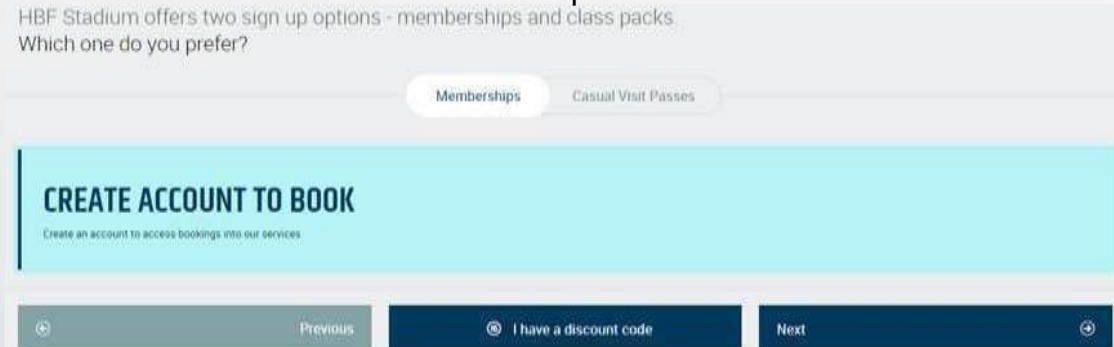 HBF Stadium offers two sign up options - memberships and class packs
Which one do you prefer?
Memberships
Casual Visit Passes
CREATE ACCOUNT TO BOOK
Create an account to access bookings into our services
Previous
I have a discount code
Next